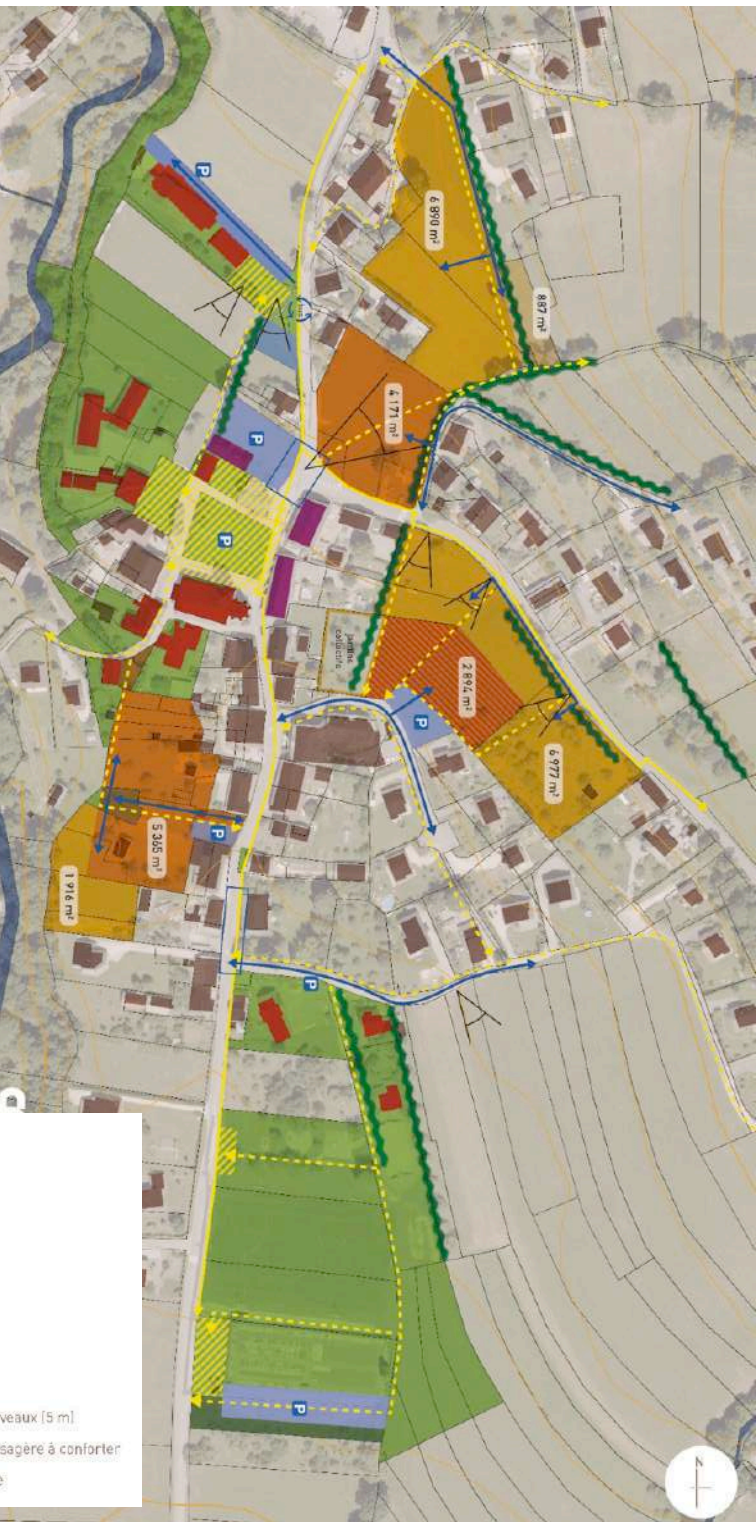 P
6 890 m²
887 m²
4 171 m²
P
P
jardins
collectifs
2 894 m²
P
6 977 m²
5 365 m²
P
1 916 m²
P
P
veaux (5 m)
sagère à conforter
e
N